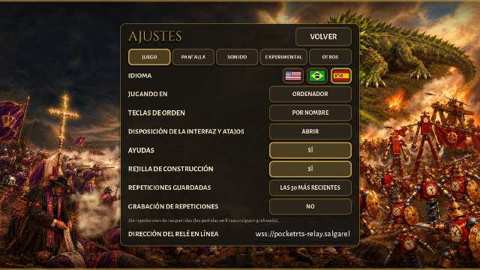 AJUSTES
VOLVER
JUEGO PANTALLA SONIDO EXPERIMENTAL OTROS
IDIOMA
JUGANDO EN ORDENADOR
TECLAS DE ORDEN POR NOMBRE
DISPOSICIÓN DE LA INTERFAZ Y ATAJOS ABRIR
AYUDAS SÍ
REJILLA DE CONSTRUCCIÓN SÍ
REPETICIONES GUARDADAS LAS 50 MÁS RECIENTES
GRABACIÓN DE REPETICIONES NO
DIRECCIÓN DEL RELÉ EN LÍNEA wss://pocketrts-relay.salgarel